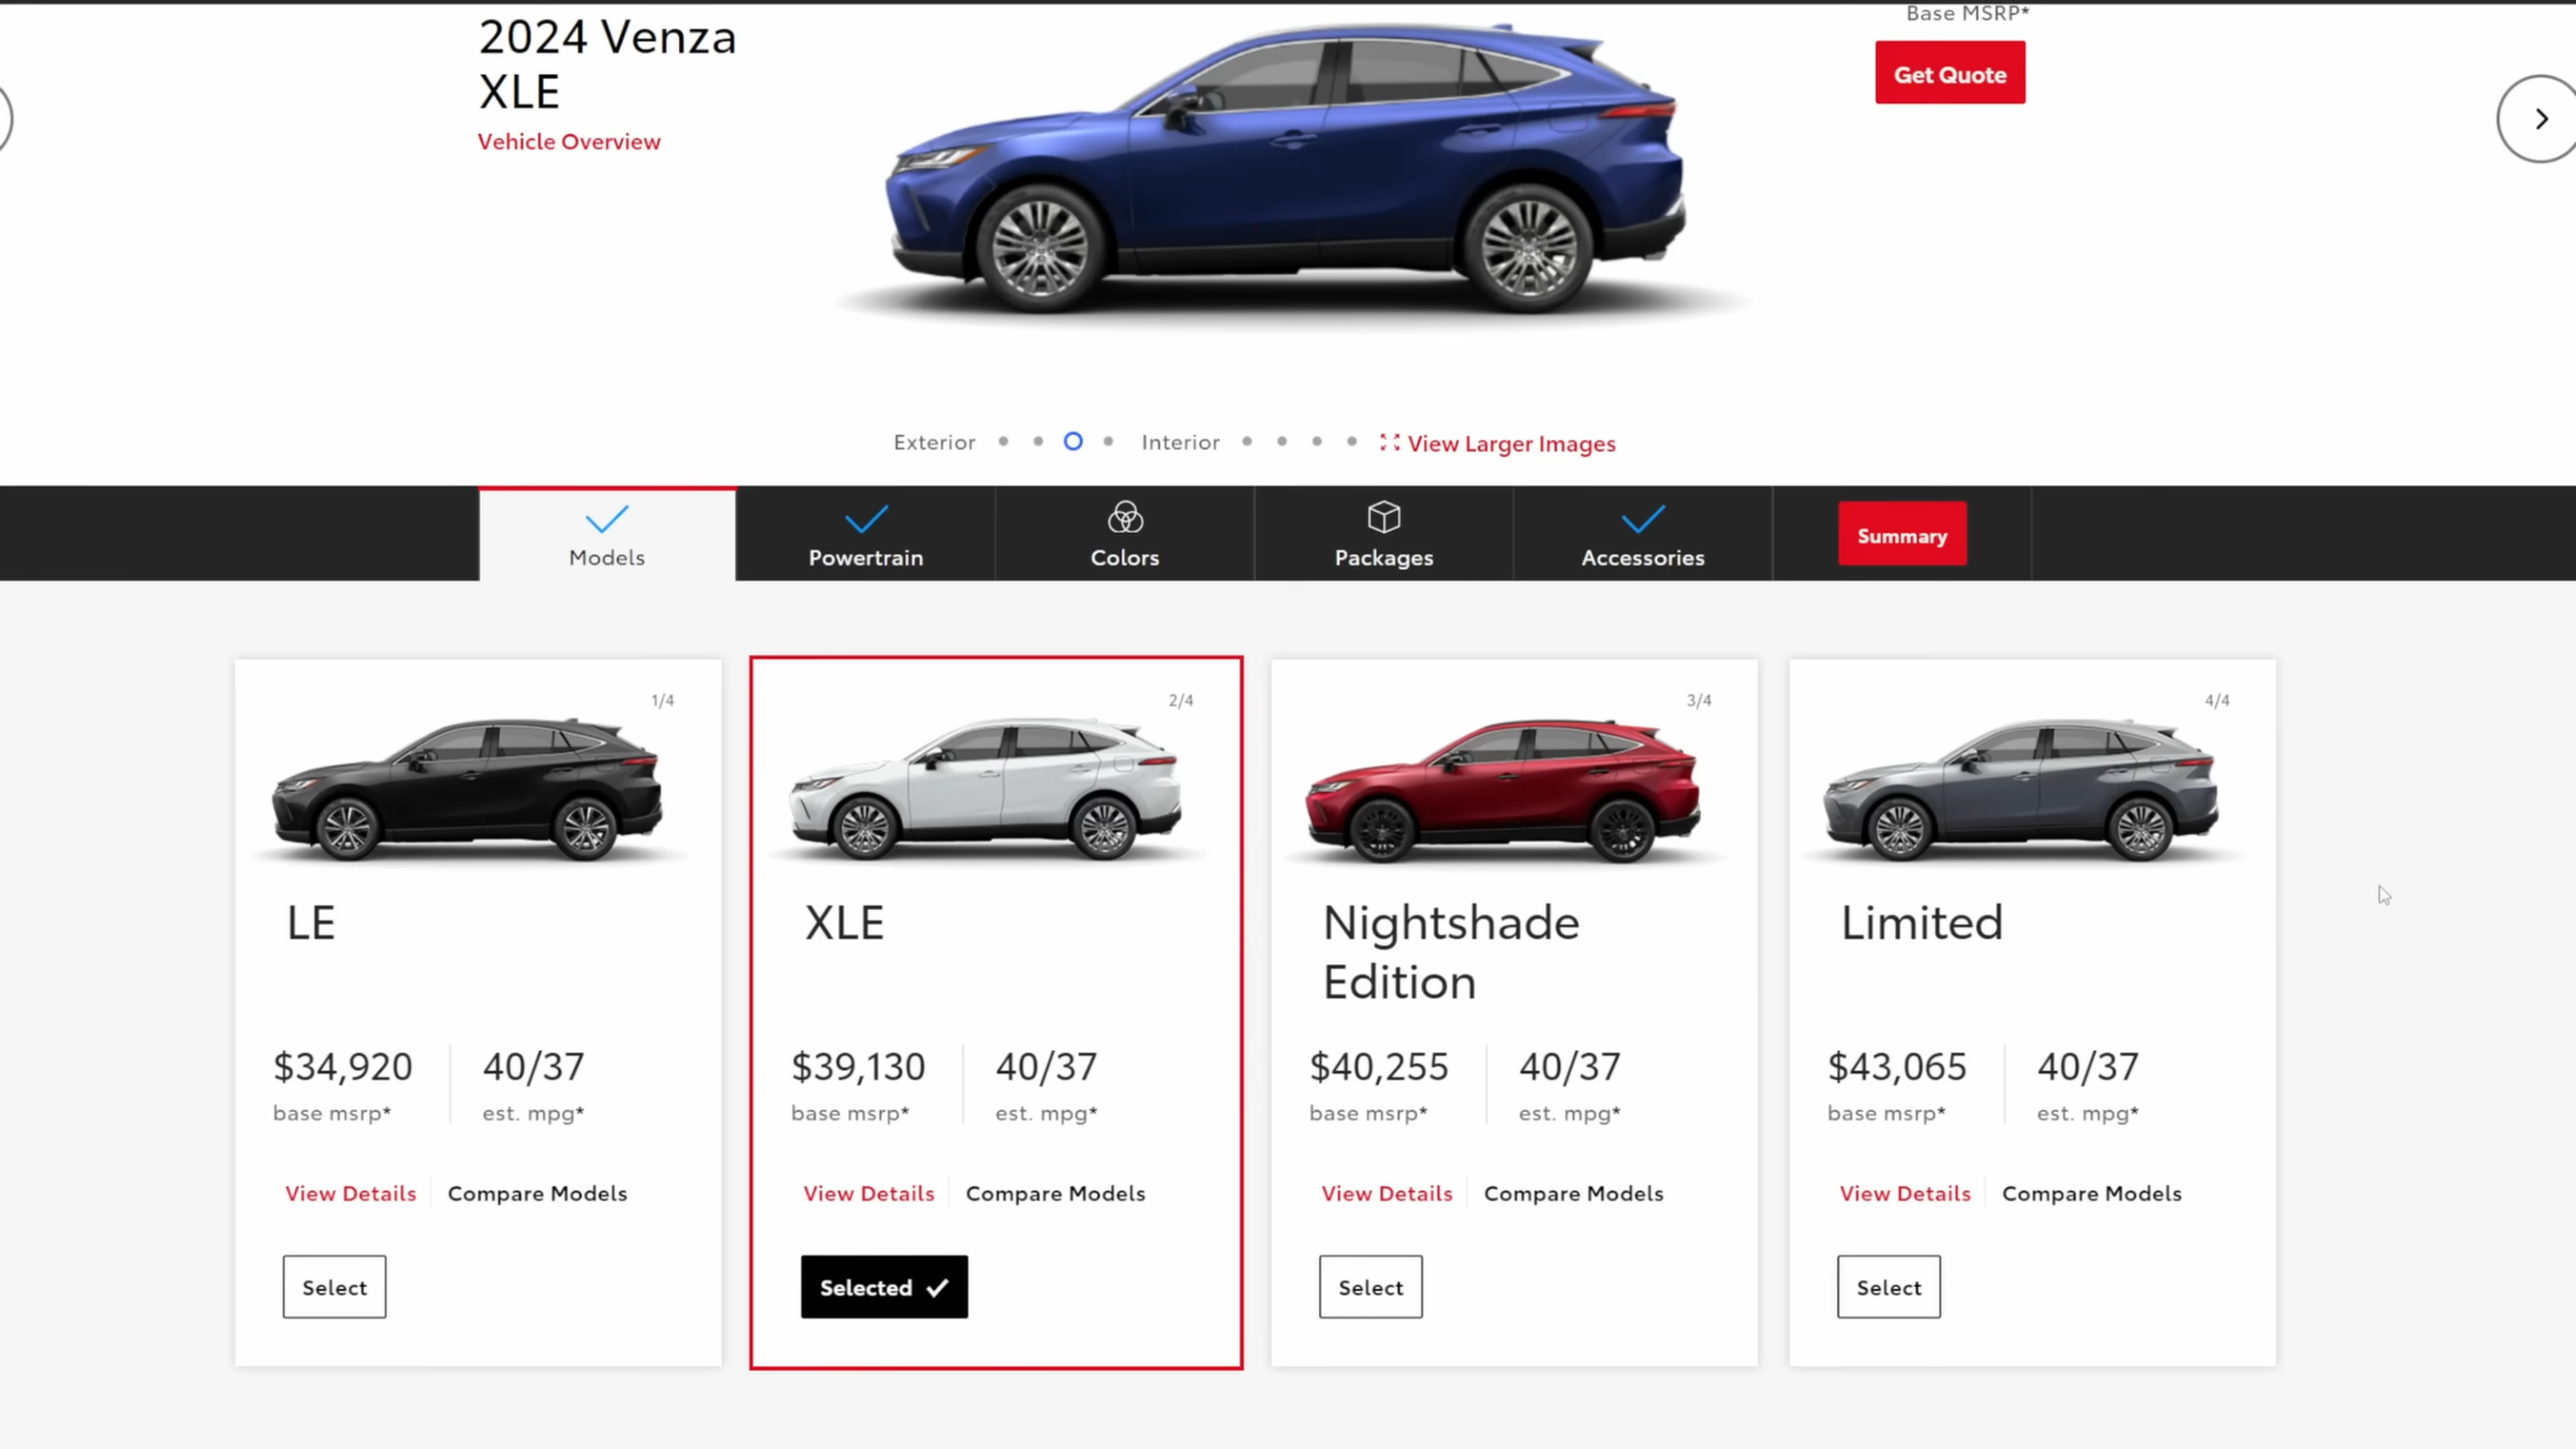 2024 Venza
XLE
Vehicle Overview
Base MSRP*
Get Quote
Exterior
Interior
View Larger Images
Models
Powertrain
Colors
Packages
Accessories
Summary
1/4
LE
$34,920
base msrp*
40/37
est. mpg*
View Details
Compare Models
Select
2/4
XLE
$39,130
base msrp*
40/37
est. mpg*
View Details
Compare Models
Selected
3/4
Nightshade
Edition
$40,255
base msrp*
40/37
est. mpg*
View Details
Compare Models
Select
4/4
Limited
$43,065
base msrp*
40/37
est. mpg*
View Details
Compare Models
Select